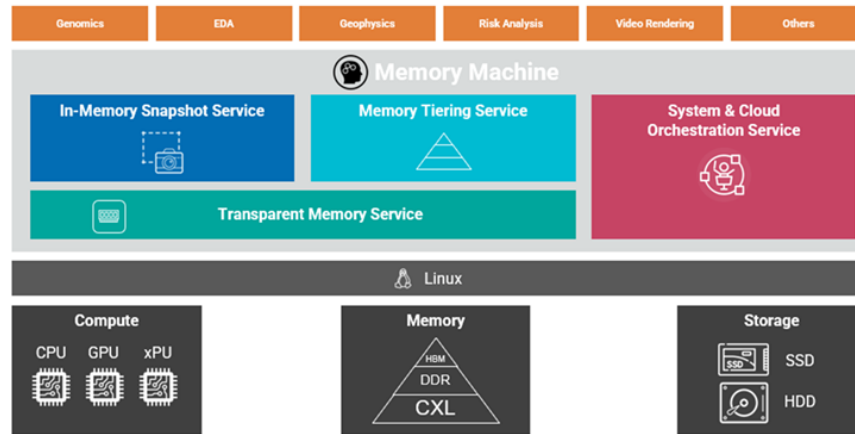 Genomics
EDA
Geophysics
Risk Analysis
Video Rendering
Others
Memory Machine
In-Memory Snapshot Service
Memory Tiering Service
System & Cloud
Orchestration Service
Transparent Memory Service
Linux
Compute
CPU GPU xPU
Memory
HBM
DDR
CXL
Storage
SSD
SSD
HDD